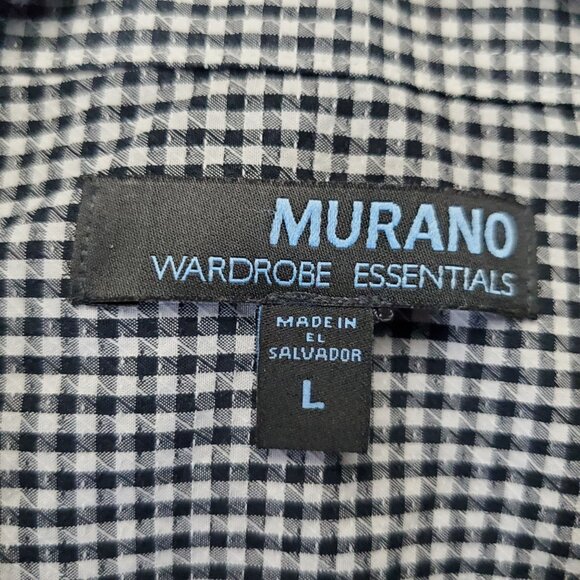 MURANO
WARDROBE ESSENTIALS
MADE IN
EL
SALVADOR
L